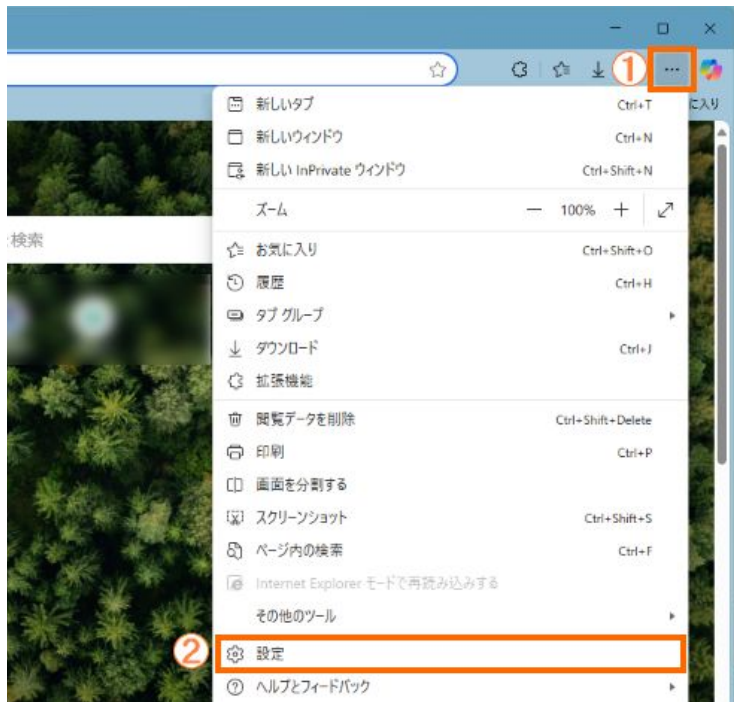 ①
に入り
新しいタブ Ctrl+T
新しいウィンドウ Ctrl+N
新しい InPrivate ウィンドウ Ctrl+Shift+N
ズーム — 100% +
検索
お気に入り Ctrl+Shift+O
履歴 Ctrl+H
タブ グループ
ダウンロード Ctrl+J
拡張機能
閲覧データを削除 Ctrl+Shift+Delete
印刷 Ctrl+P
画面を分割する
スクリーンショット Ctrl+Shift+S
ページ内の検索 Ctrl+F
Internet Explorer モードで再読み込みする
その他のツール
② 設定
ヘルプとフィードバック